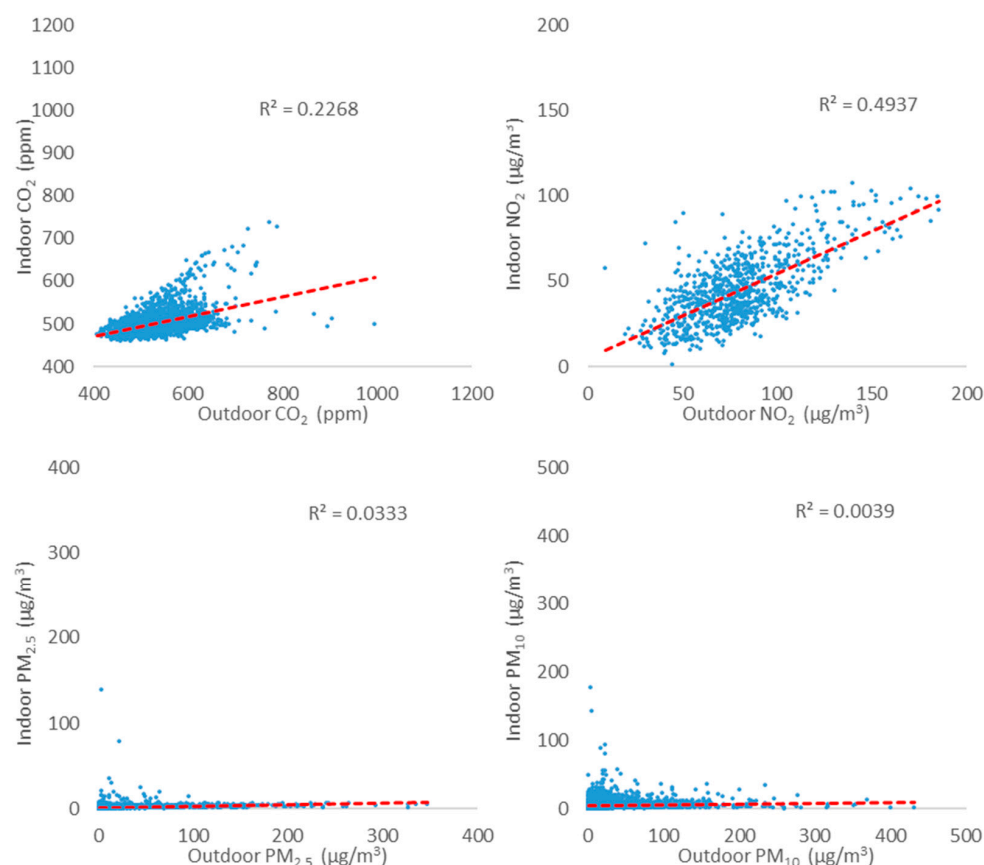 1200
1100
1000
900
800
700
600
500
400
Indoor CO₂ (ppm)
R² = 0.2268
400 600 800 1000 1200
Outdoor CO₂ (ppm)
200
150
100
50
0
Indoor NO₂ (µg/m³)
R² = 0.4937
0 50 100 150 200
Outdoor NO₂ (µg/m³)
400
300
200
100
0
Indoor PM₂.₅ (µg/m³)
R² = 0.0333
0 100 200 300 400
Outdoor PM₂.₅ (µg/m³)
500
400
300
200
100
0
Indoor PM₁₀ (µg/m³)
R² = 0.0039
0 100 200 300 400 500
Outdoor PM₁₀ (µg/m³)